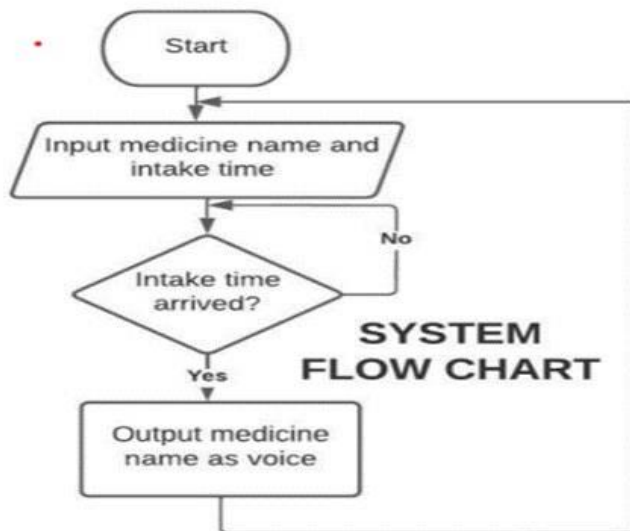 Start
Input medicine name and
intake time
No
Intake time
arrived?
SYSTEM
FLOW CHART
Yes
Output medicine
name as voice